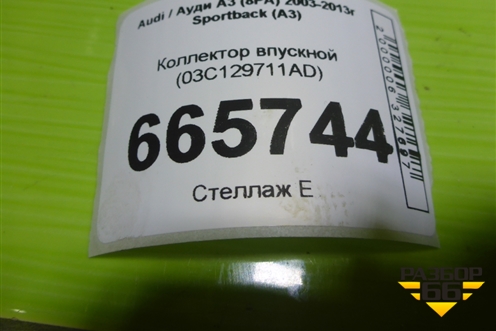 Audi / Ауди А3 (8PA) 2003-2013г
Sportback (A3)
Коллектор впускной
(03C129711AD)
665744
Стеллаж Е
РАЗБОР
66